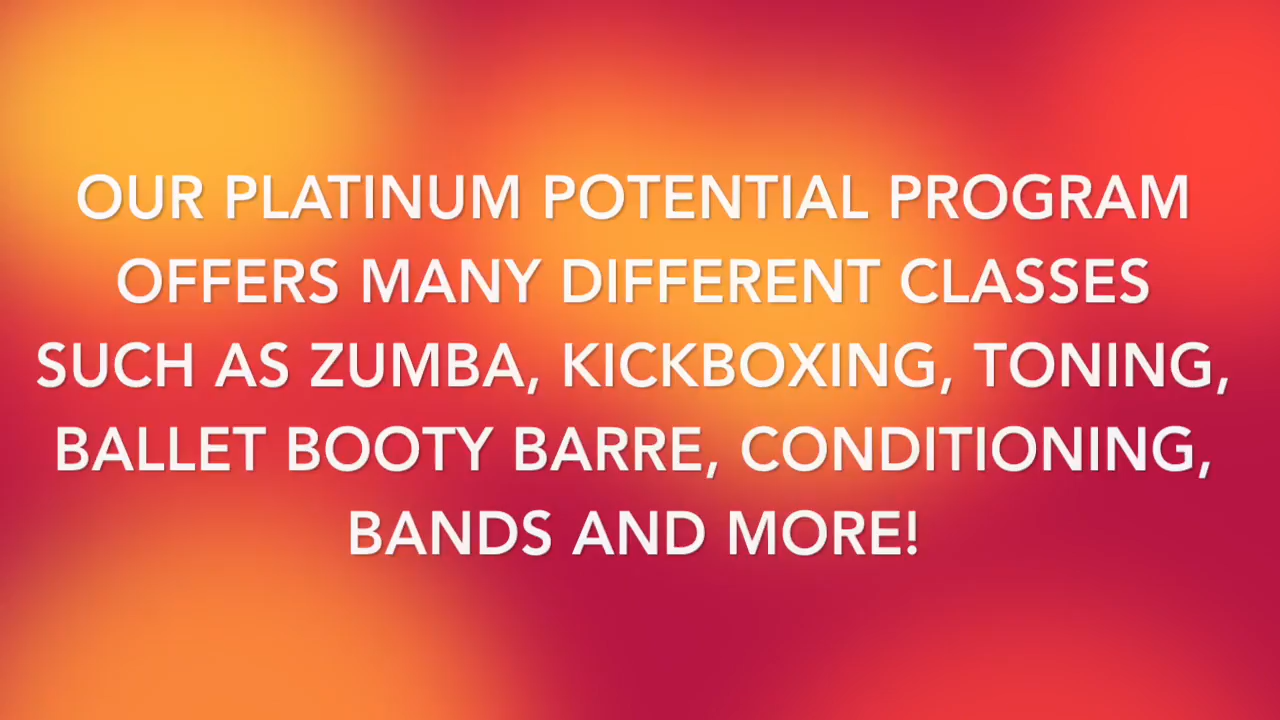 OUR PLATINUM POTENTIAL PROGRAM
OFFERS MANY DIFFERENT CLASSES
SUCH AS ZUMBA, KICKBOXING, TONING,
BALLET BOOTY BARRE, CONDITIONING,
BANDS AND MORE!